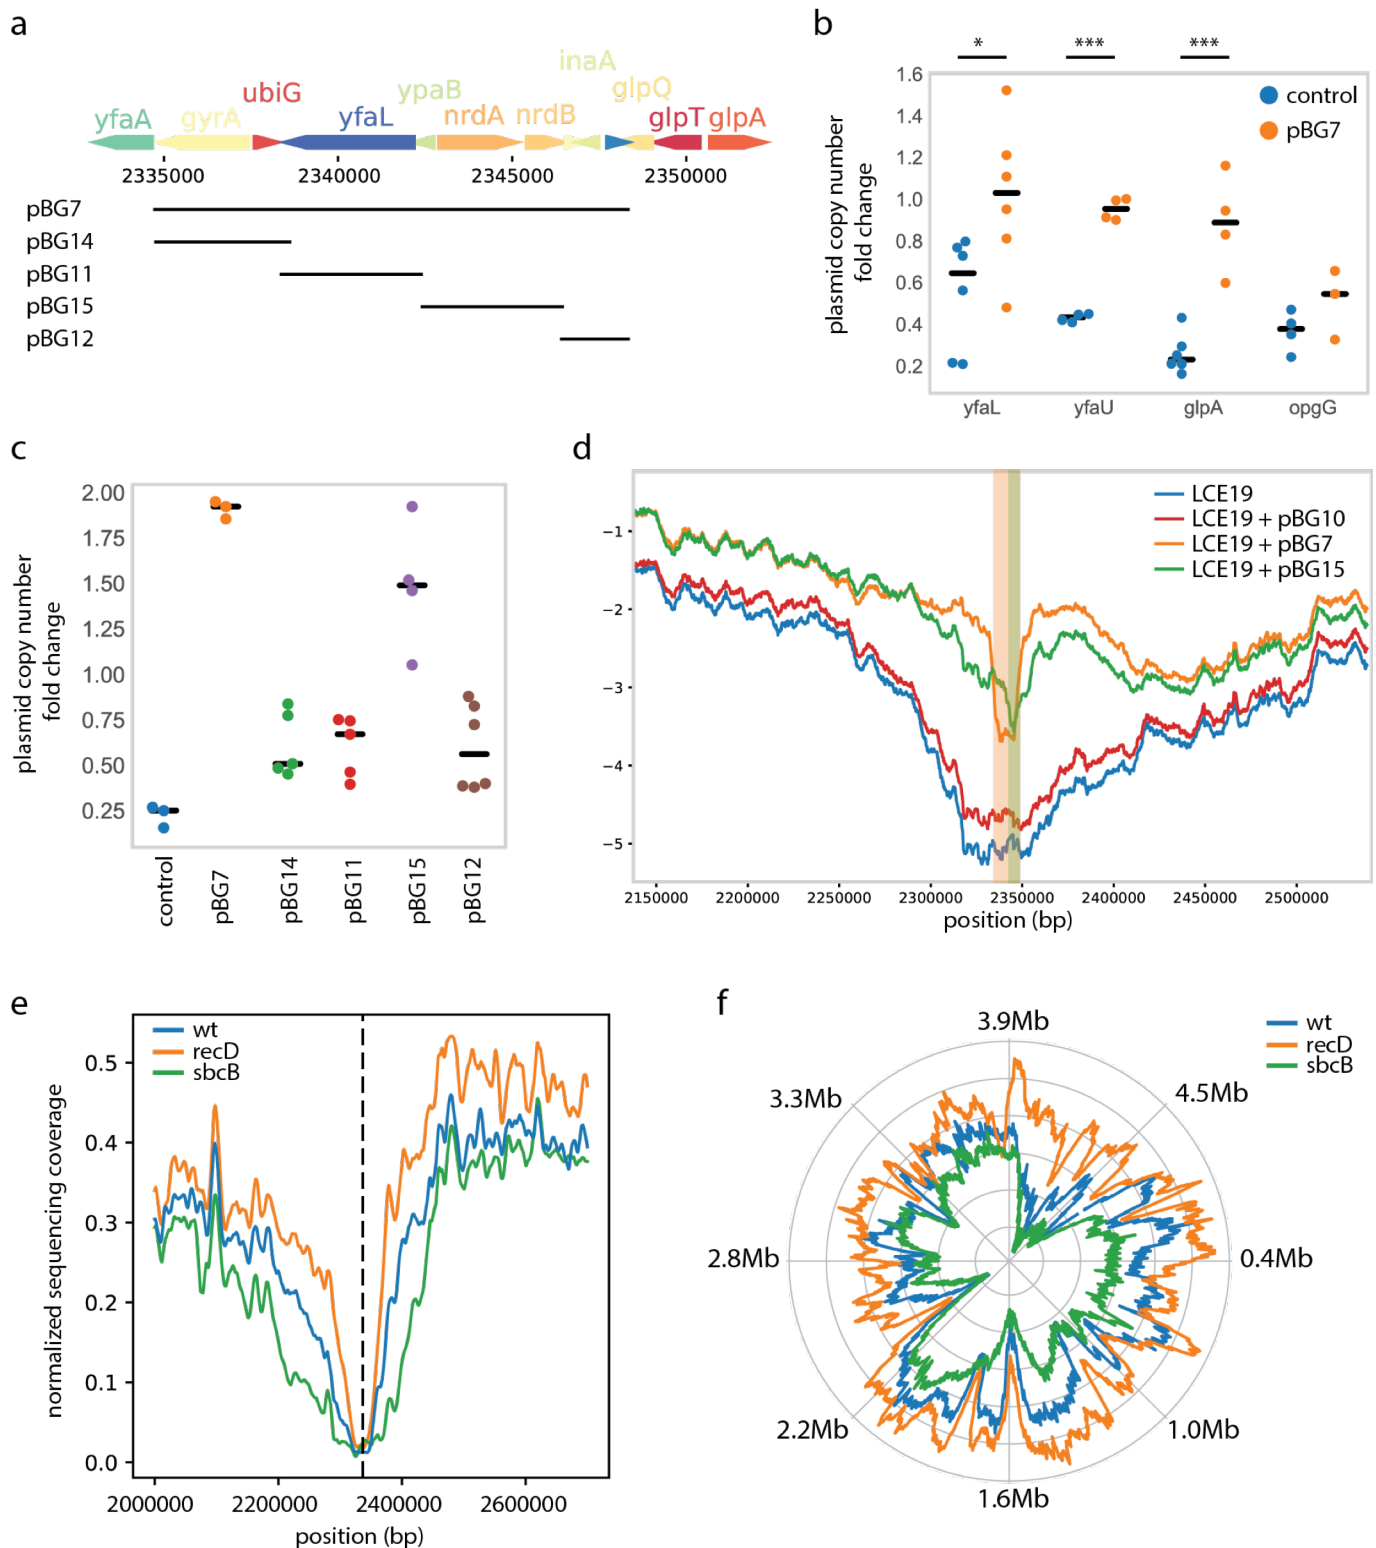 a
inaA
ubiG ypaB glpQ
yfaA gyrA yfaL nrdA nrdB glpT glpA
2335000 2340000 2345000 2350000
pBG7
pBG14
pBG11
pBG15
pBG12
b
* *** ***
control
pBG7
plasmid copy number
fold change
1.6
1.4
1.2
1.0
0.8
0.6
0.4
0.2
yfaL yfaU glpA opgG
c
plasmid copy number
fold change
2.00
1.75
1.50
1.25
1.00
0.75
0.50
0.25
control pBG7 pBG14 pBG11 pBG15 pBG12
d
LCE19
LCE19 + pBG10
LCE19 + pBG7
LCE19 + pBG15
−1
−2
−3
−4
−5
2150000 2200000 2250000 2300000 2350000 2400000 2450000 2500000
position (bp)
e
wt
recD
sbcB
normalized sequencing coverage
0.5
0.4
0.3
0.2
0.1
0.0
2000000 2200000 2400000 2600000
position (bp)
f
wt
recD
sbcB
3.9Mb
3.3Mb 4.5Mb
2.8Mb 0.4Mb
2.2Mb 1.0Mb
1.6Mb